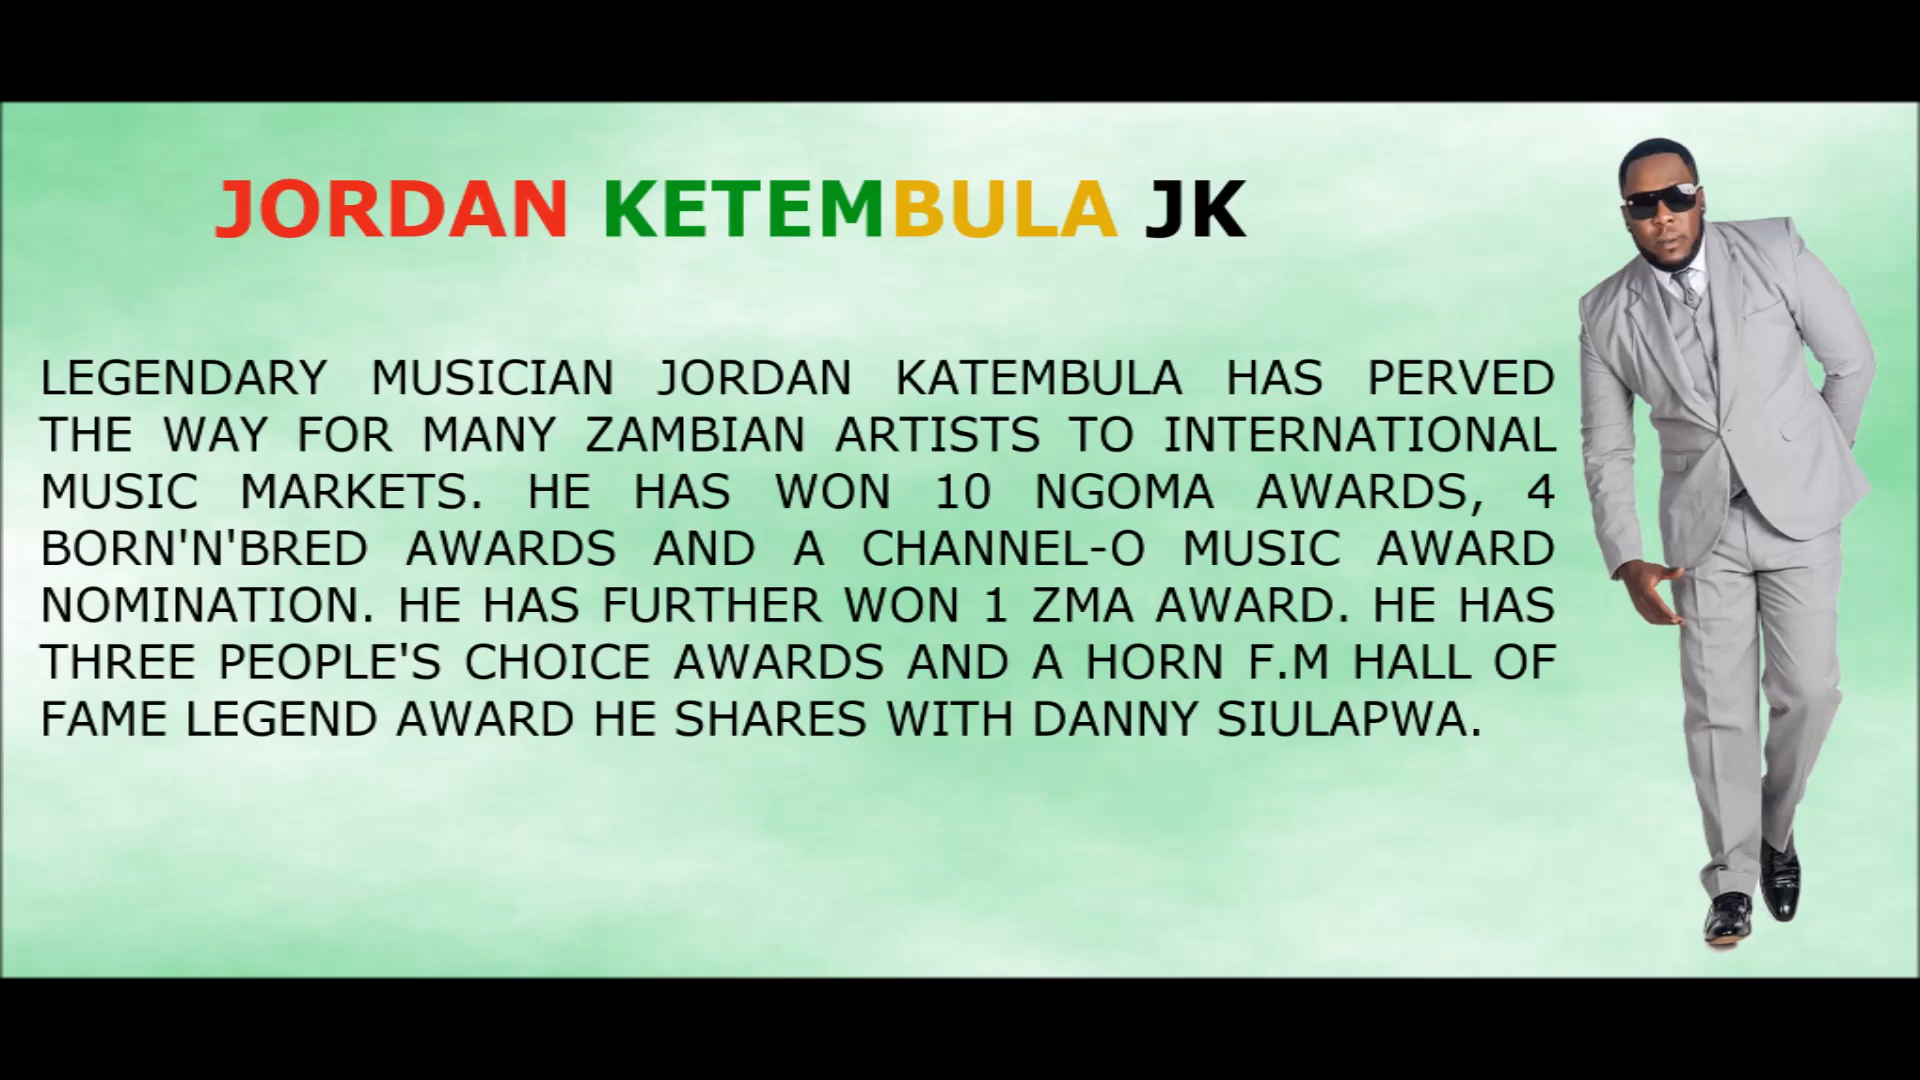 JORDAN KETEMBULA JK
LEGENDARY MUSICIAN JORDAN KATEMBULA HAS PERVED
THE WAY FOR MANY ZAMBIAN ARTISTS TO INTERNATIONAL
MUSIC MARKETS. HE HAS WON 10 NGOMA AWARDS, 4
BORN'N'BRED AWARDS AND A CHANNEL-O MUSIC AWARD
NOMINATION. HE HAS FURTHER WON 1 ZMA AWARD. HE HAS
THREE PEOPLE'S CHOICE AWARDS AND A HORN F.M HALL OF
FAME LEGEND AWARD HE SHARES WITH DANNY SIULAPWA.